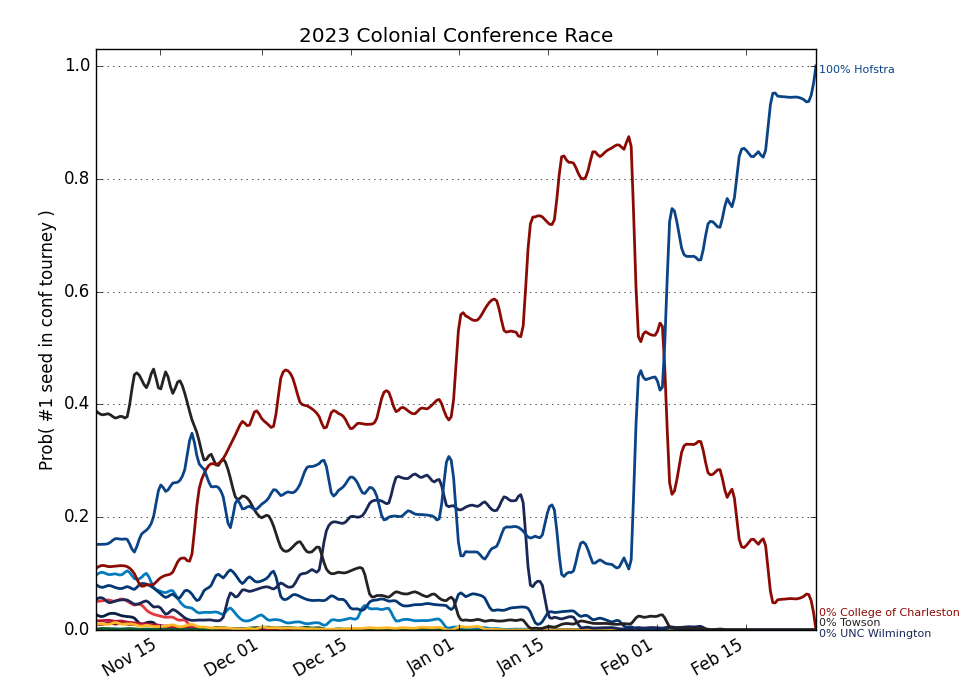 2023 Colonial Conference Race
Prob( #1 seed in conf tourney )
1.0
0.8
0.6
0.4
0.2
0.0
Nov 15
Dec 01
Dec 15
Jan 01
Jan 15
Feb 01
Feb 15
100% Hofstra
0% College of Charleston
0% Towson
0% UNC Wilmington